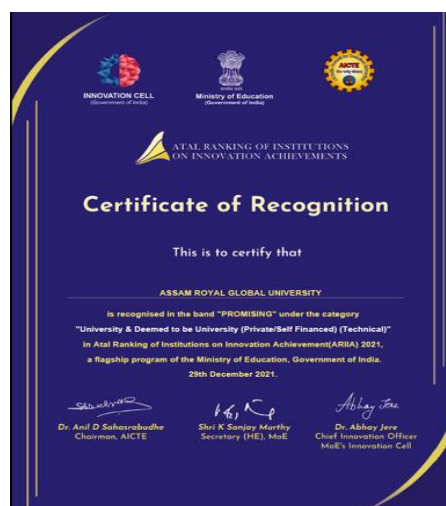 INNOVATION CELL
(Government of India)
Ministry of Education
(Government of India)
AICTE
ATAL RANKING OF INSTITUTIONS
ON INNOVATION ACHIEVEMENTS
Certificate of Recognition
This is to certify that
ASSAM ROYAL GLOBAL UNIVERSITY
is recognised in the band "PROMISING" under the category
"University & Deemed to be University (Private/Self Financed) (Technical)"
in Atal Ranking of Institutions on Innovation Achievement(ARIIA) 2021,
a flagship program of the Ministry of Education, Government of India.
29th December 2021.
Abhay Jere
Dr. Anil D Sahasrabudhe
Chairman, AICTE
Shri K Sanjay Murthy
Secretary (HE), MoE
Dr. Abhay Jere
Chief Innovation Officer
MoE's Innovation Cell